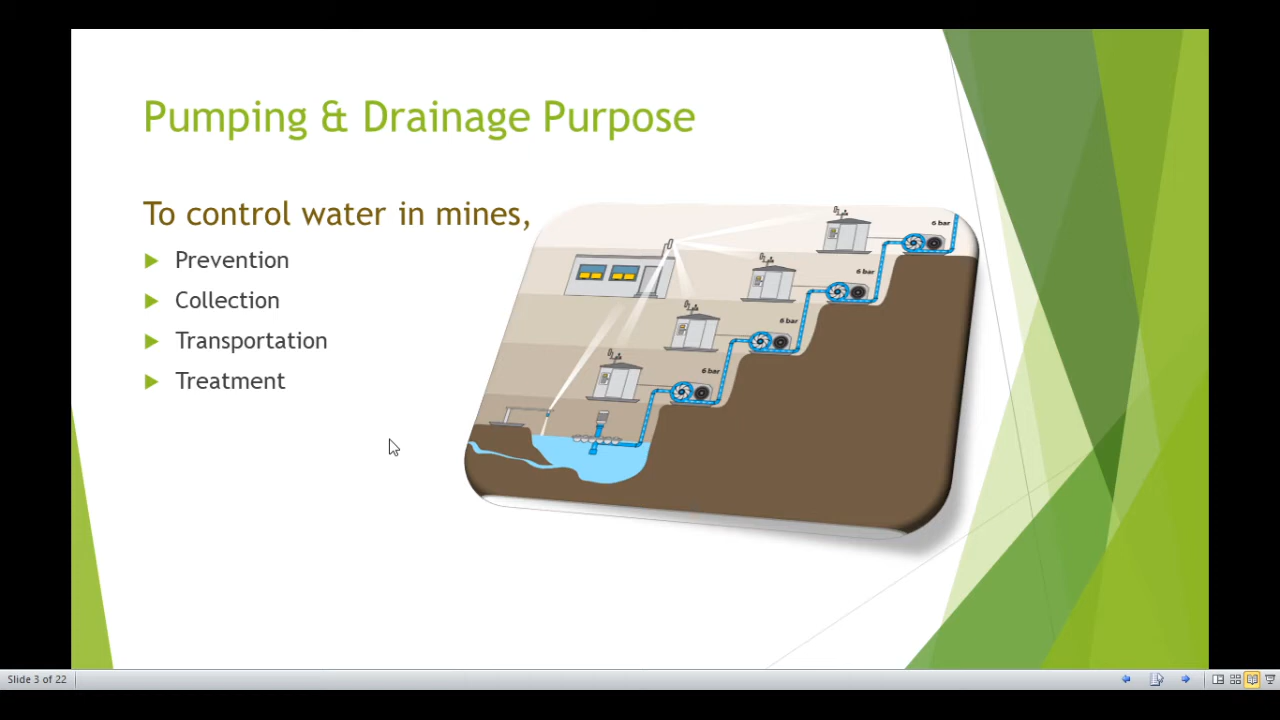 Pumping & Drainage Purpose
To control water in mines,
Prevention
Collection
Transportation
Treatment
6 bar
6 bar
6 bar
6 bar
Slide 3 of 22